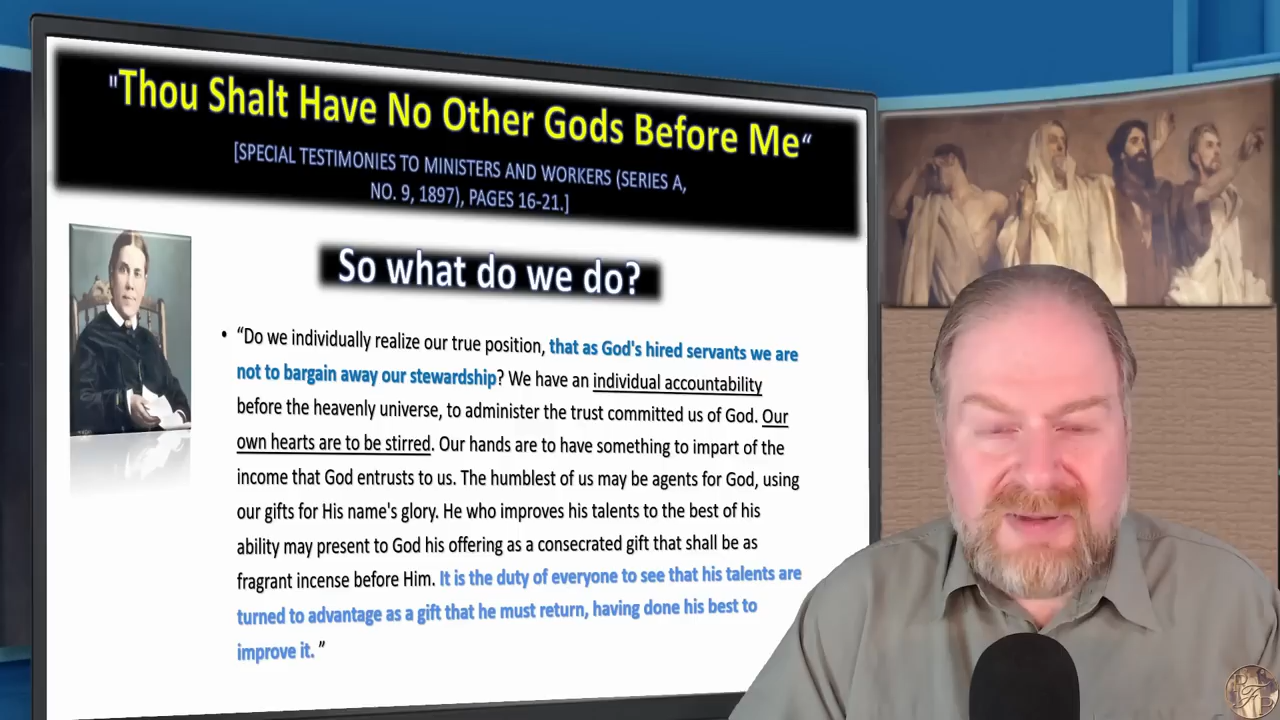 "Thou Shalt Have No Other Gods Before Me“
[SPECIAL TESTIMONIES TO MINISTERS AND WORKERS (SERIES A,
NO. 9, 1897), PAGES 16-21.]
So what do we do?
• “Do we individually realize our true position, that as God's hired servants we are
not to bargain away our stewardship? We have an individual accountability
before the heavenly universe, to administer the trust committed us of God. Our
own hearts are to be stirred. Our hands are to have something to impart of the
income that God entrusts to us. The humblest of us may be agents for God, using
our gifts for His name's glory. He who improves his talents to the best of his
ability may present to God his offering as a consecrated gift that shall be as
fragrant incense before Him. It is the duty of everyone to see that his talents are
turned to advantage as a gift that he must return, having done his best to
improve it. ”